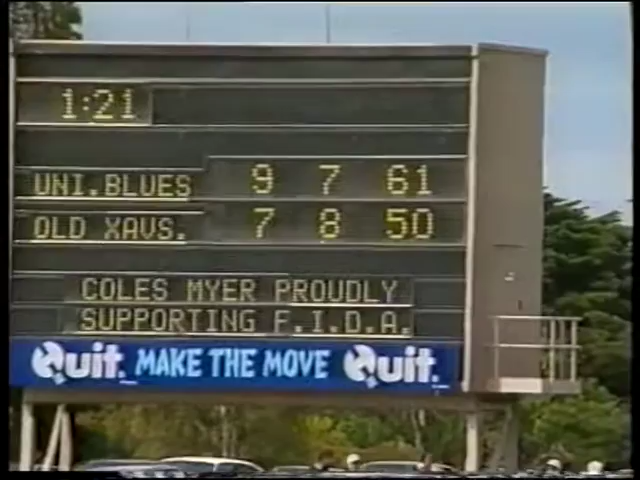 1:21
UNI.BLUES 9 7 61
OLD XAVS. 7 8 50
COLES MYER PROUDLY
SUPPORTING F.I.D.A.
Quit. MAKE THE MOVE Quit.